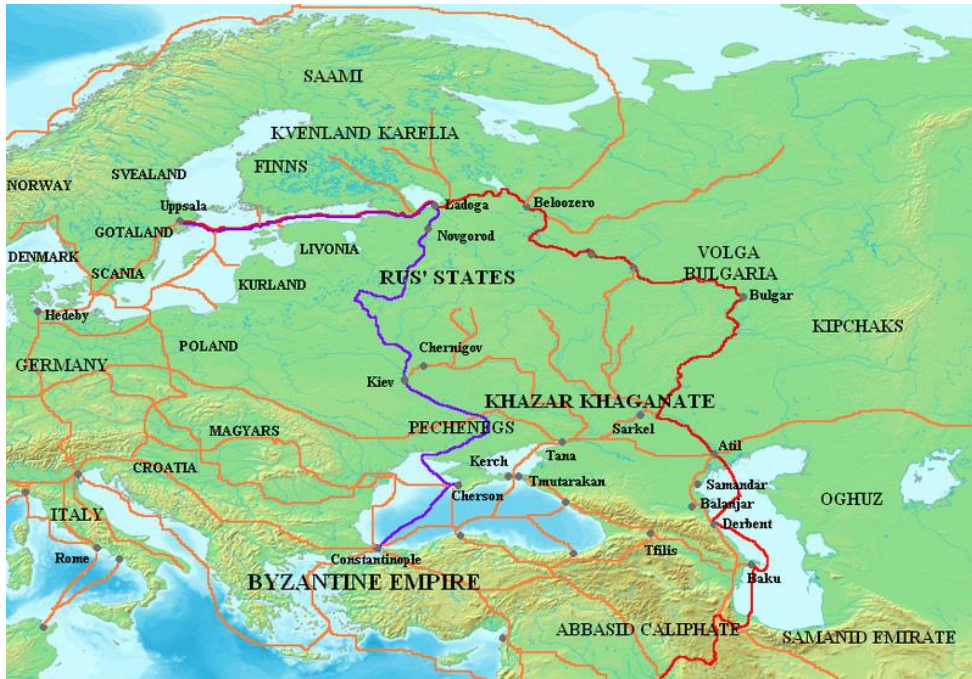 SAAMI
KVENLAND KARELIA
FINNS
SVEALAND
NORWAY
Uppsala
Ladoga
Beloozero
GOTALAND
Novgorod
LIVONIA
DENMARK
SCANIA
KURLAND
RUS' STATES
VOLGA
BULGARIA
Bulgar
Hedeby
KIPCHAKS
POLAND
Chernigov
GERMANY
Kiev
KHAZAR KHAGANATE
PECHENEGS
Sarkel
MAGYARS
Tana
Atil
CROATIA
Kerch
Tmutarakan
Samandar
Cherson
OGHUZ
Balanjar
ITALY
Derbent
Rome
Constantinople
Tfilis
Baku
BYZANTINE EMPIRE
ABBASID CALIPHATE
SAMANID EMIRATE